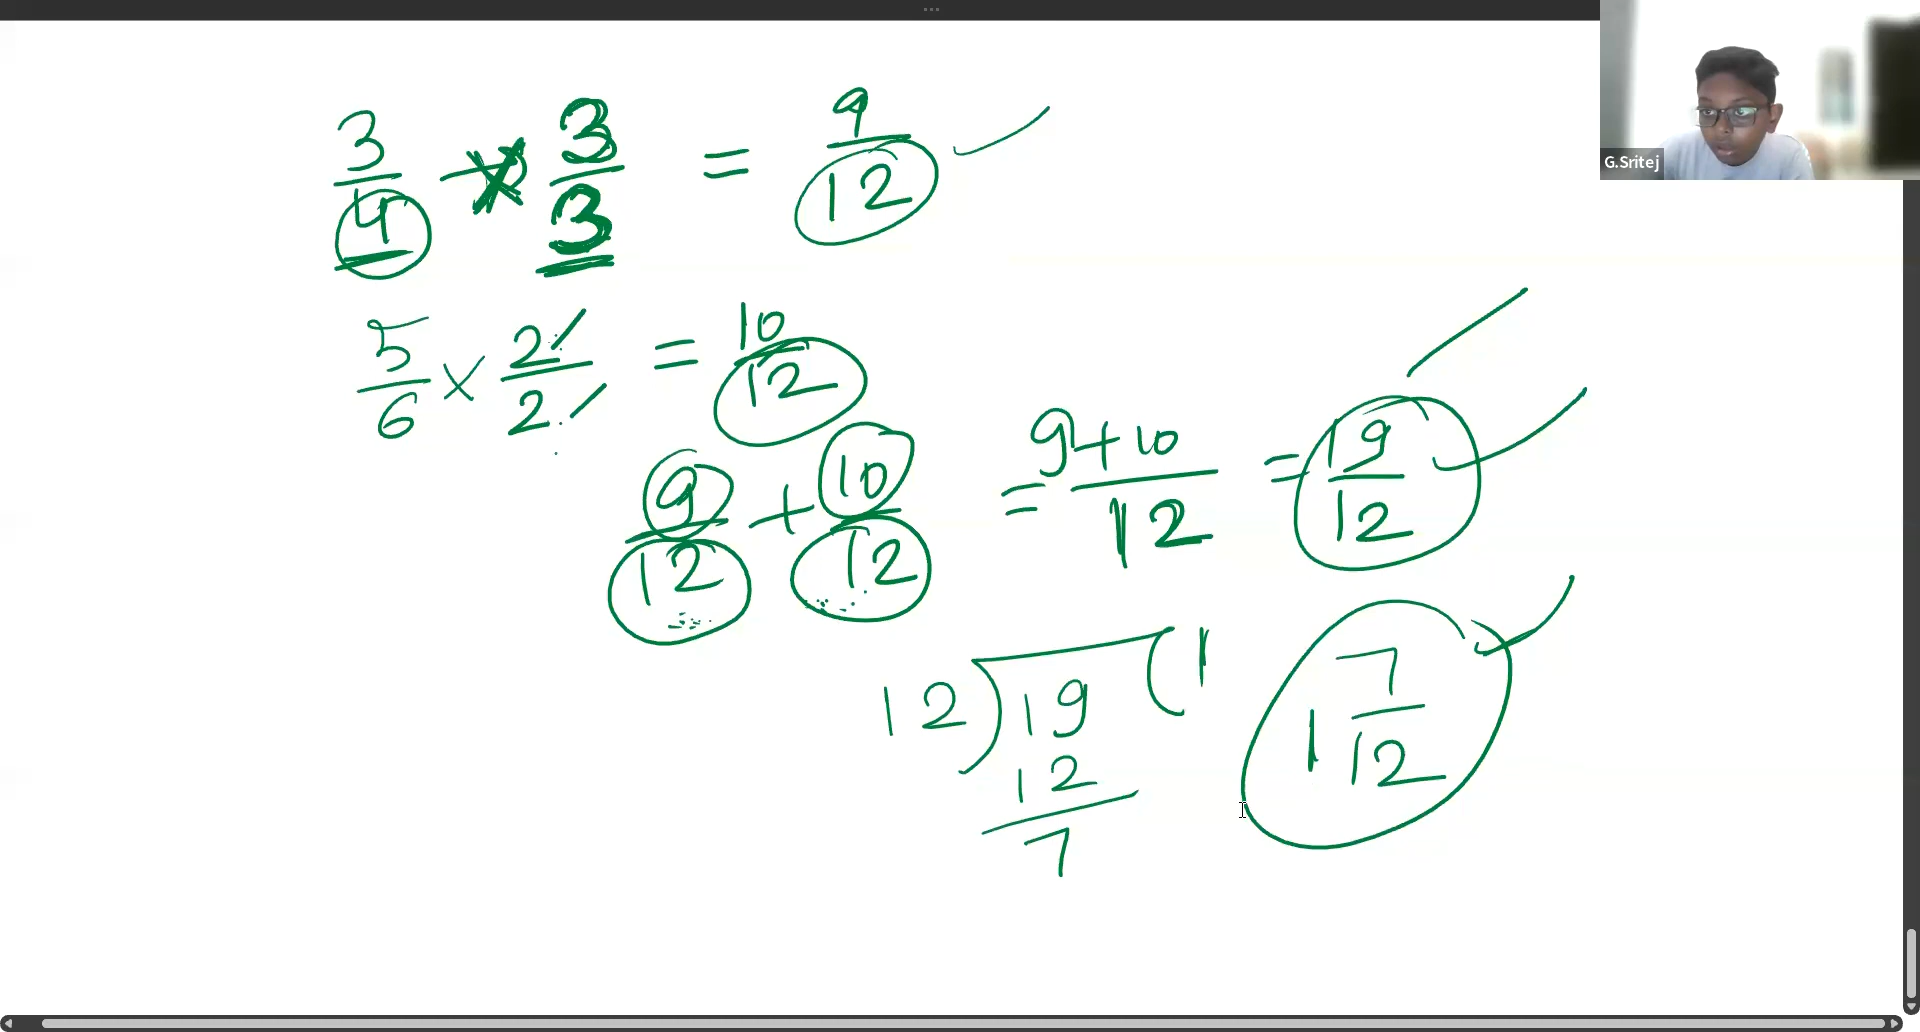 3/4 × 3/3 = 9/12
G.Sritej
5/6 × 2/2 = 10/12
9/12 + 10/12 = 9+10/12 = 19/12
12) 19 (1
12
7
1 7/12